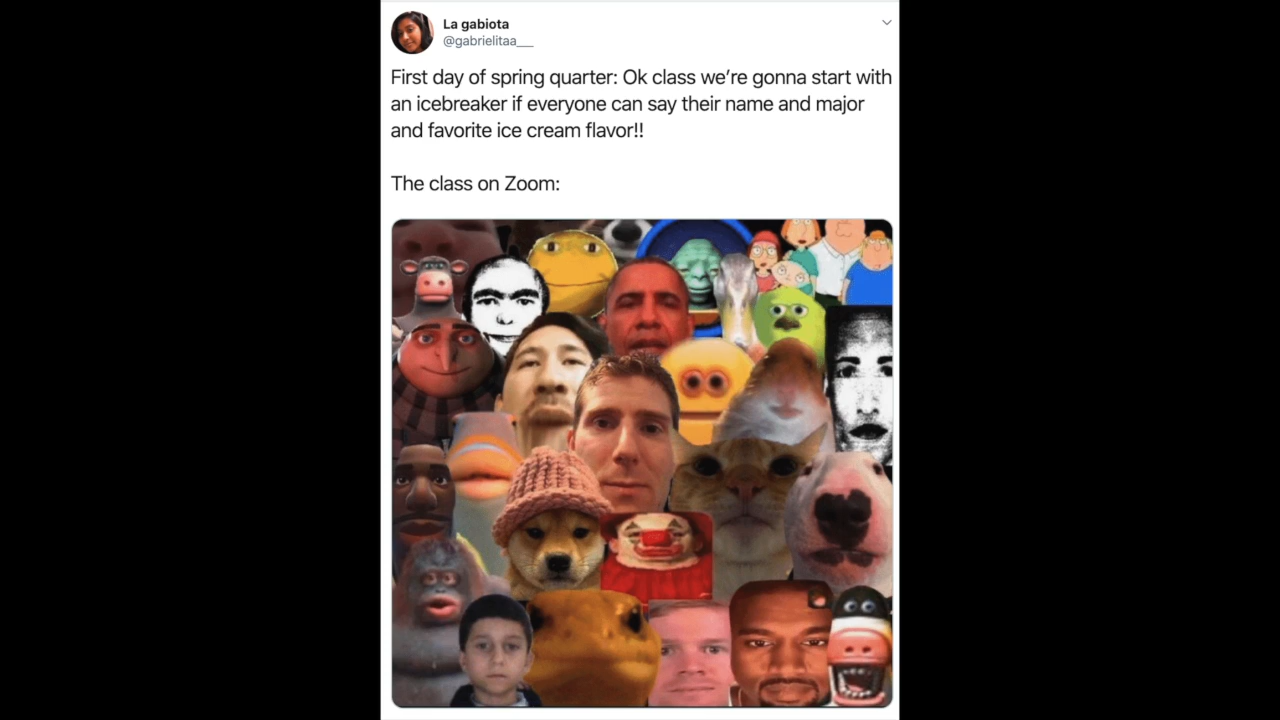 La gabiota
@gabrielitaa___
First day of spring quarter: Ok class we’re gonna start with
an icebreaker if everyone can say their name and major
and favorite ice cream flavor!!
The class on Zoom: